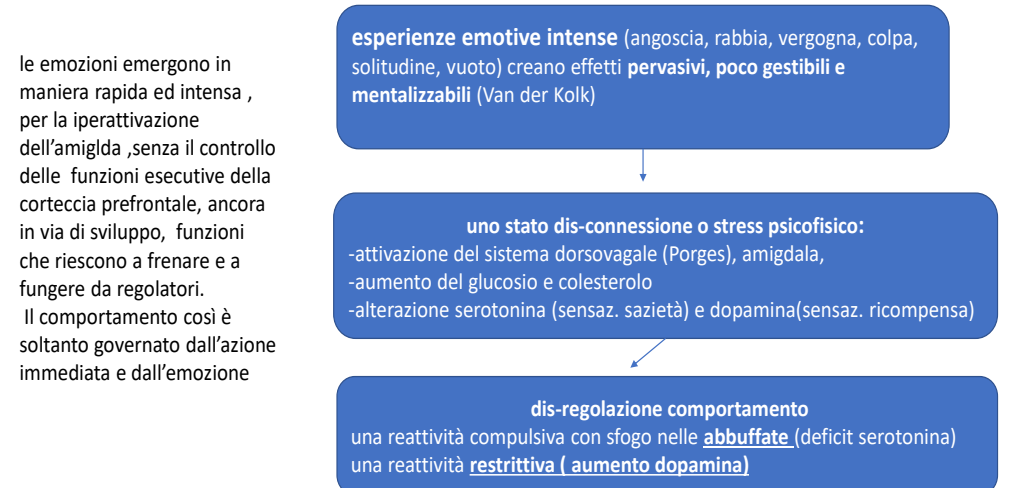 le emozioni emergono in
maniera rapida ed intensa ,
per la iperattivazione
dell’amiglda ,senza il controllo
delle funzioni esecutive della
corteccia prefrontale, ancora
in via di sviluppo, funzioni
che riescono a frenare e a
fungere da regolatori.
Il comportamento così è
soltanto governato dall’azione
immediata e dall’emozione
esperienze emotive intense (angoscia, rabbia, vergogna, colpa,
solitudine, vuoto) creano effetti pervasivi, poco gestibili e
mentalizzabili (Van der Kolk)
uno stato dis-connessione o stress psicofisico:
-attivazione del sistema dorsovagale (Porges), amigdala,
-aumento del glucosio e colesterolo
-alterazione serotonina (sensaz. sazietà) e dopamina(sensaz. ricompensa)
dis-regolazione comportamento
una reattività compulsiva con sfogo nelle abbuffate (deficit serotonina)
una reattività restrittiva ( aumento dopamina)